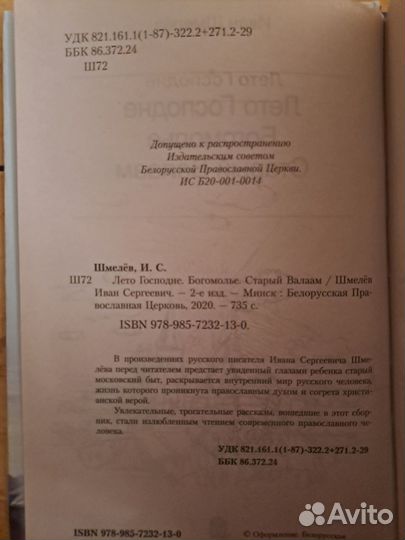 УДК 821.161.1(1-87)-322.2+271.2-29
ББК 86.372.24
Ш72
Лето Господне
Допущено к распространению
Издательским советом
Белорусской Православной Церкви.
ИС Б20-001-0014
Шмелёв, И. С.
Ш72 Лето Господне. Богомолье. Старый Валаам / Шмелёв
Иван Сергеевич. — 2-е изд. — Минск : Белорусская Пра-
вославная Церковь, 2020. — 735 с.
ISBN 978-985-7232-13-0.
В произведениях русского писателя Ивана Сергеевича Шме-
лёва перед читателем предстает увиденный глазами ребенка старый
московский быт, раскрывается внутренний мир русского человека,
жизнь которого проникнута православным духом и согрета христи-
анской верой.
Увлекательные, трогательные рассказы, вошедшие в этот сбор-
ник, стали излюбленным чтением современного православного че-
ловека.
УДК 821.161.1(1-87)-322.2+271.2-29
ББК 86.372.24
ISBN 978-985-7232-13-0
© Оформление. Белорусская
Avito